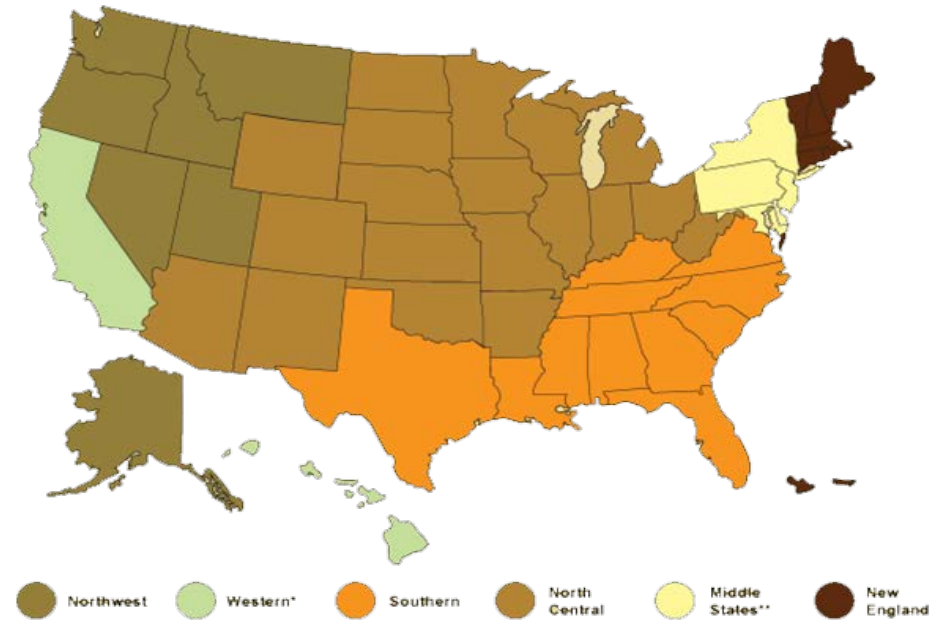 Northwest
Western*
Southern
North
Central
Middle
States**
New
England